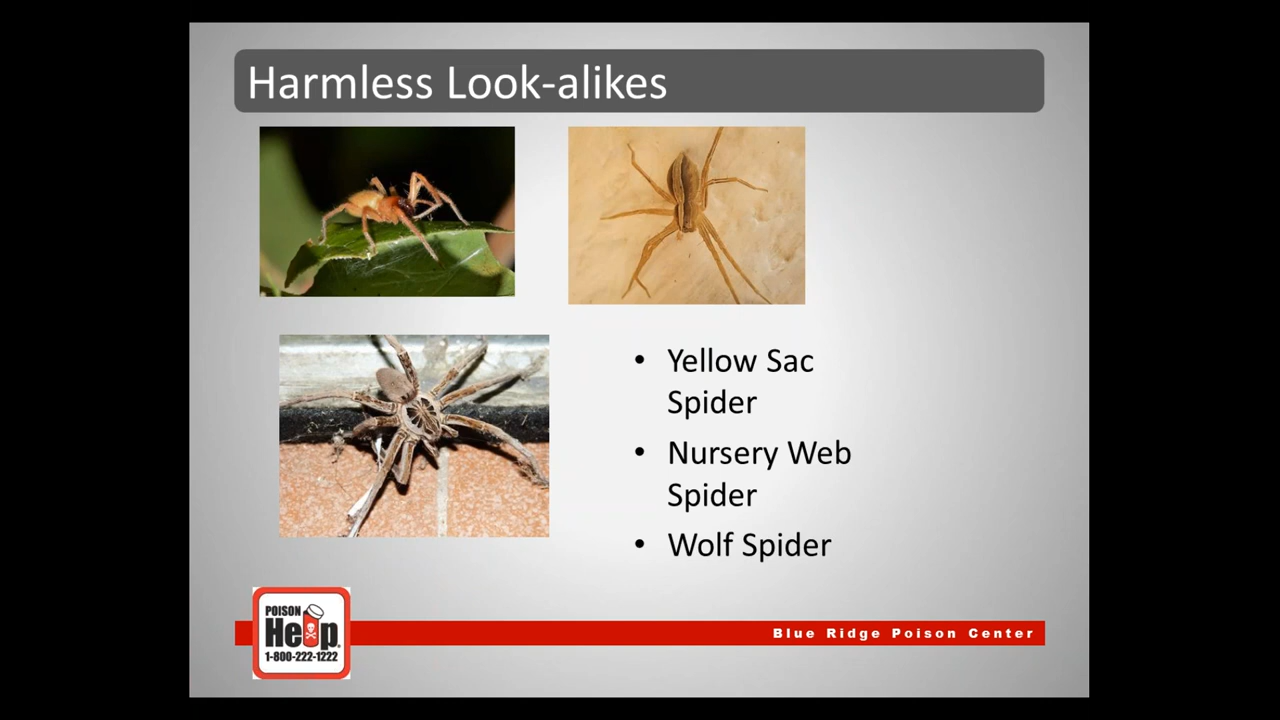 Harmless Look-alikes
• Yellow Sac
Spider
• Nursery Web
Spider
• Wolf Spider
POISON
Help
1-800-222-1222
Blue Ridge Poison Center